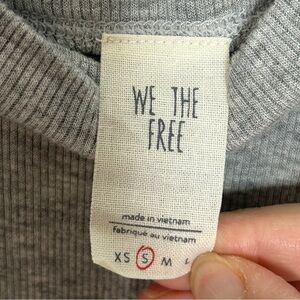 WE THE
FREE
made in vietnam
fabriqué au vietnam
XS S M L